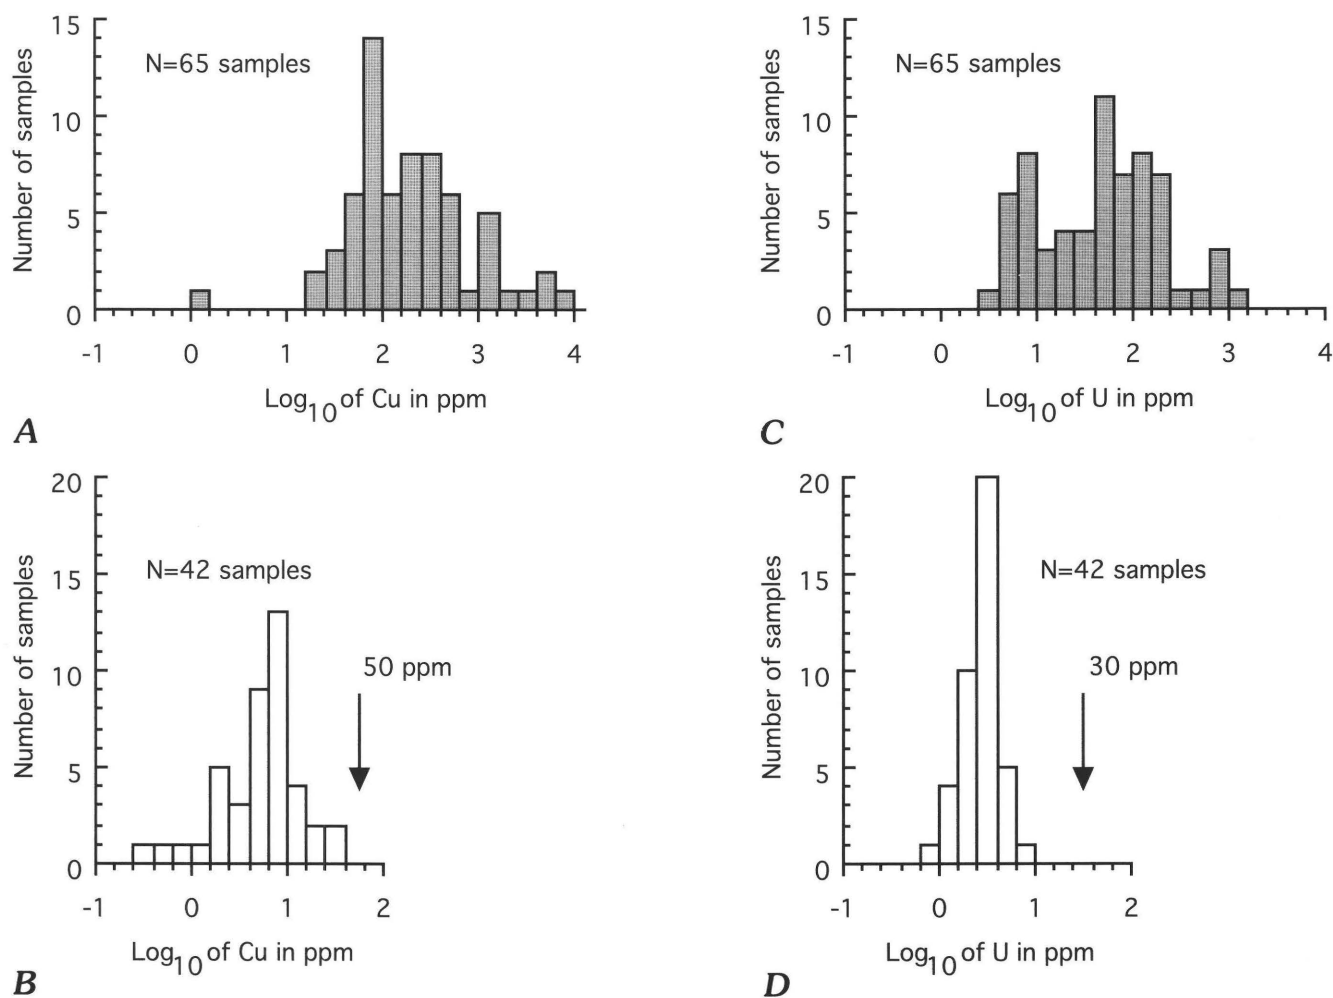 15
N=65 samples
10
Number of samples
5
0
-1 0 1 2 3 4
Log10 of Cu in ppm
A
15
N=65 samples
10
Number of samples
5
0
-1 0 1 2 3 4
Log10 of U in ppm
C
20
15
N=42 samples
Number of samples
50 ppm
10
5
0
-1 0 1 2
Log10 of Cu in ppm
B
20
15
N=42 samples
Number of samples
30 ppm
10
5
0
-1 0 1 2
Log10 of U in ppm
D